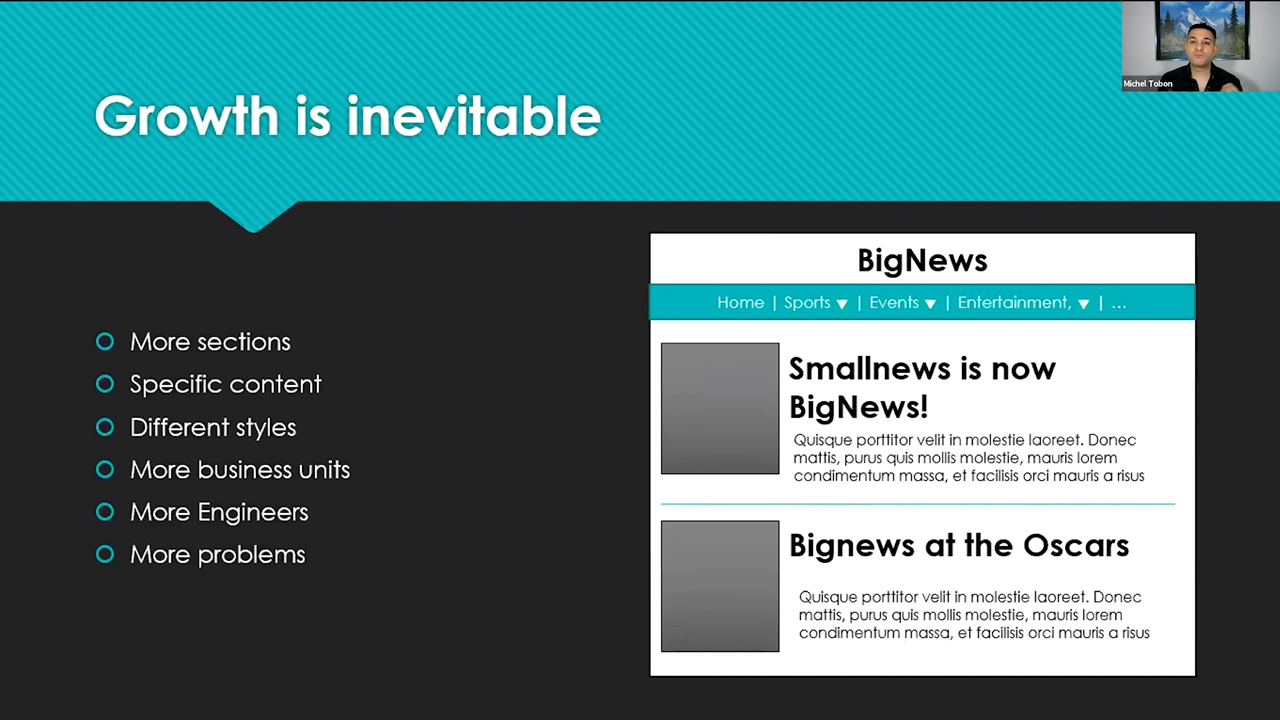 Growth is inevitable
Michel Tobon
More sections
Specific content
Different styles
More business units
More Engineers
More problems
BigNews
Home | Sports ▼ | Events ▼ | Entertainment, ▼ | ...
Smallnews is now
BigNews!
Quisque porttitor velit in molestie laoreet. Donec
mattis, purus quis mollis molestie, mauris lorem
condimentum massa, et facilisis orci mauris a risus
Bignews at the Oscars
Quisque porttitor velit in molestie laoreet. Donec
mattis, purus quis mollis molestie, mauris lorem
condimentum massa, et facilisis orci mauris a risus